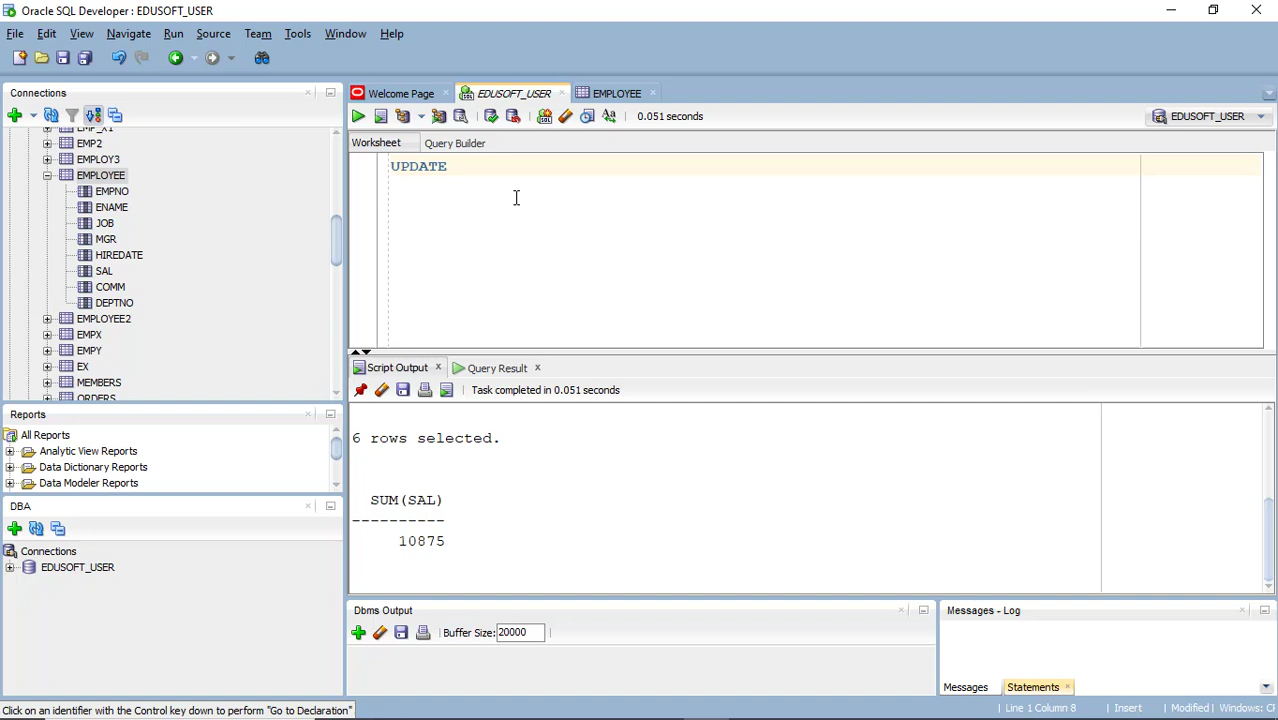 Oracle SQL Developer : EDUSOFT_USER
File Edit View Navigate Run Source Team Tools Window Help
Connections
EMP_X1
EMP2
EMPLOY3
EMPLOYEE
EMPNO
ENAME
JOB
MGR
HIREDATE
SAL
COMM
DEPTNO
EMPLOYEE2
EMPX
EMPY
EX
MEMBERS
ORDERS
Reports
All Reports
Analytic View Reports
Data Dictionary Reports
Data Modeler Reports
DBA
Connections
EDUSOFT_USER
Welcome Page EDUSOFT_USER EMPLOYEE
0.051 seconds EDUSOFT_USER
Worksheet Query Builder
UPDATE
Script Output Query Result
Task completed in 0.051 seconds
6 rows selected.
SUM(SAL)
----------
10875
Dbms Output
Buffer Size: 20000
Messages - Log
Messages Statements
Click on an identifier with the Control key down to perform "Go to Declaration"
Line 1 Column 8 Insert Modified Windows: CF